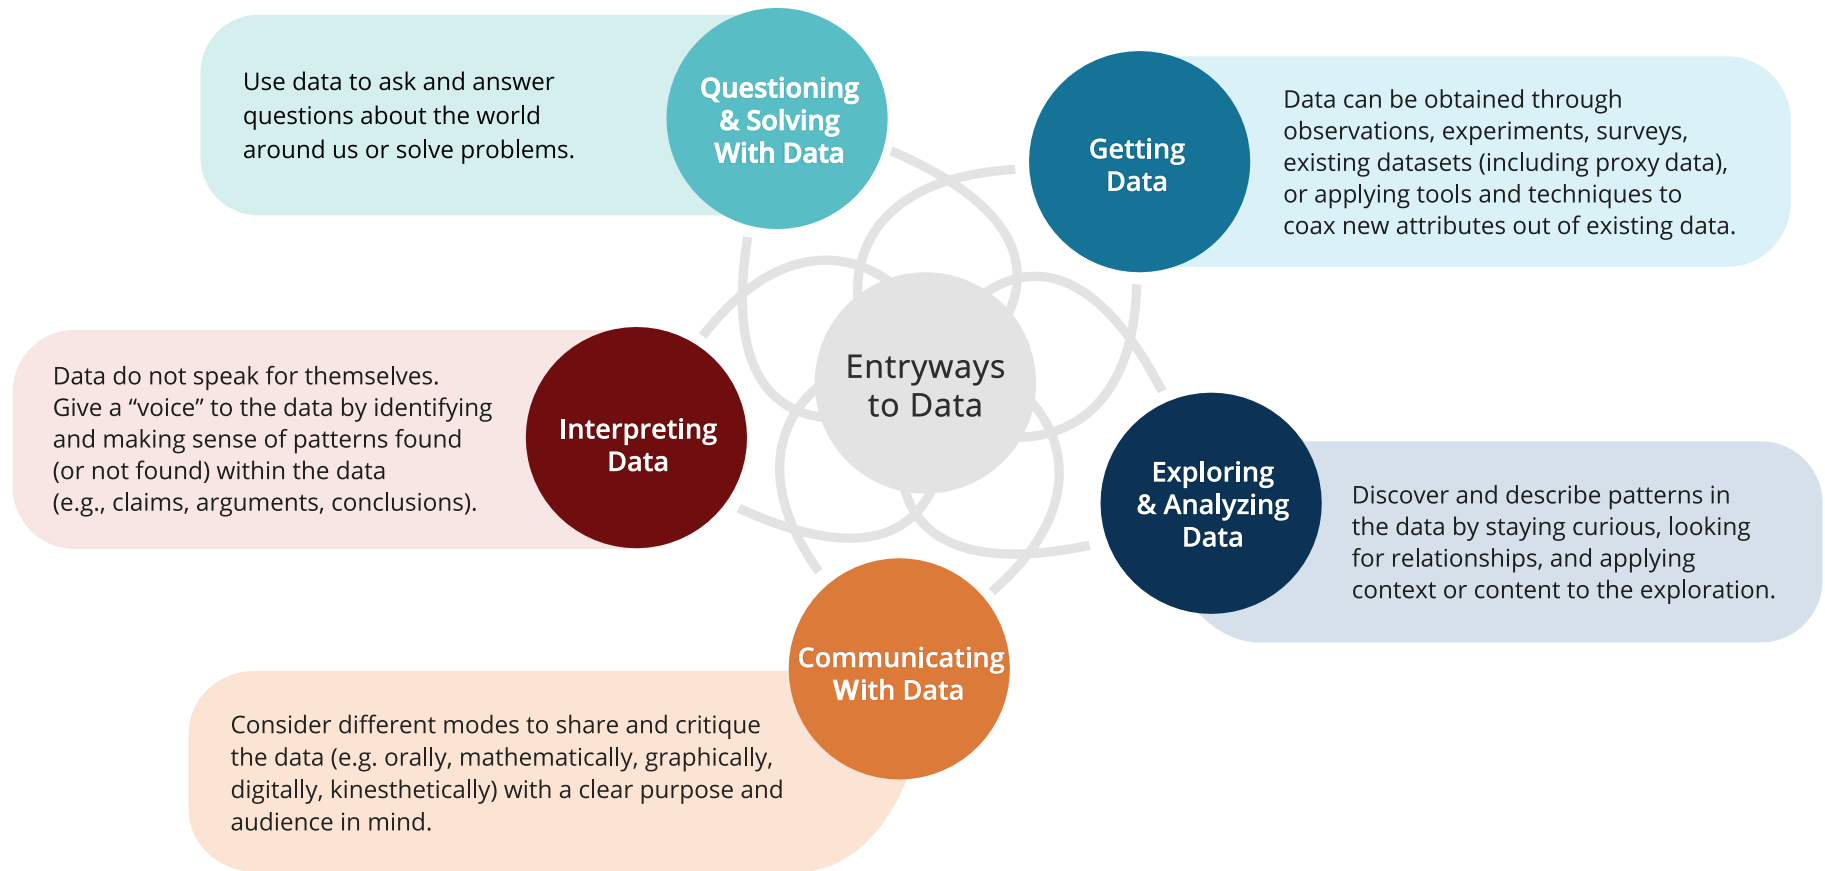 Use data to ask and answer
questions about the world
around us or solve problems.
Questioning
& Solving
With Data
Getting
Data
Data can be obtained through
observations, experiments, surveys,
existing datasets (including proxy data),
or applying tools and techniques to
coax new attributes out of existing data.
Entryways
to Data
Data do not speak for themselves.
Give a “voice” to the data by identifying
and making sense of patterns found
(or not found) within the data
(e.g., claims, arguments, conclusions).
Interpreting
Data
Exploring
& Analyzing
Data
Discover and describe patterns in
the data by staying curious, looking
for relationships, and applying
context or content to the exploration.
Communicating
With Data
Consider different modes to share and critique
the data (e.g. orally, mathematically, graphically,
digitally, kinesthetically) with a clear purpose and
audience in mind.